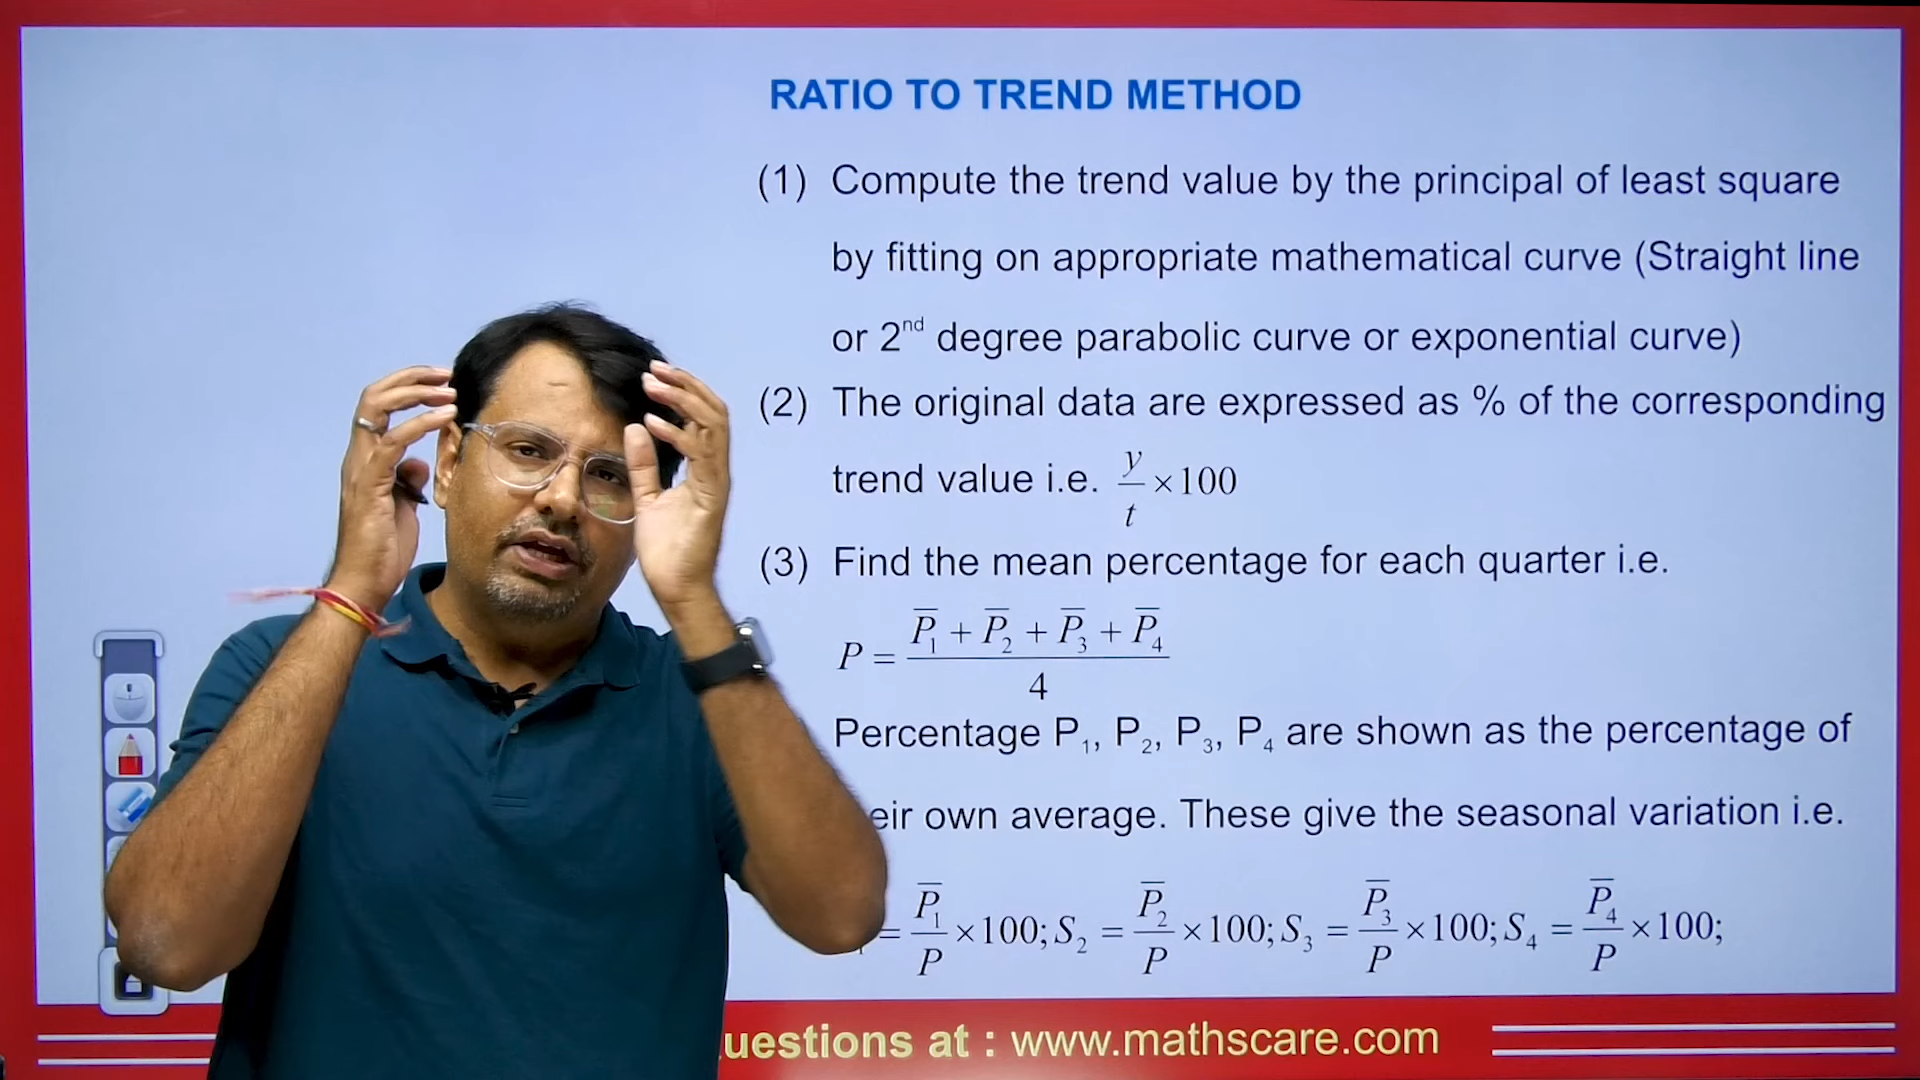 RATIO TO TREND METHOD
(1) Compute the trend value by the principal of least square
by fitting on appropriate mathematical curve (Straight line
or 2nd degree parabolic curve or exponential curve)
(2) The original data are expressed as % of the corresponding
trend value i.e. y/t ×100
(3) Find the mean percentage for each quarter i.e.
P = (P̅₁ + P̅₂ + P̅₃ + P̅₄)/4
Percentage P₁, P₂, P₃, P₄ are shown as the percentage of
own average. These give the seasonal variation i.e.
= P̅₁/P ×100; S₂ = P̅₂/P ×100; S₃ = P̅₃/P ×100; S₄ = P̅₄/P ×100;
uestions at : www.mathscare.com